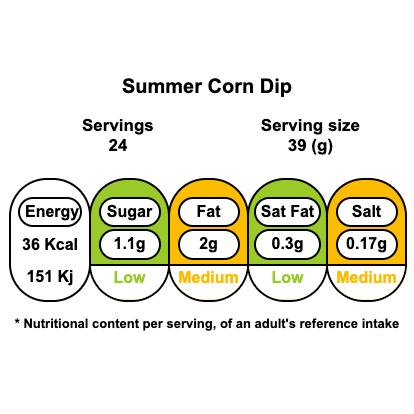 Summer Corn Dip
Servings
24
Serving size
39 (g)
Energy
36 Kcal
151 Kj
Sugar
1.1g
Low
Fat
2g
Medium
Sat Fat
0.3g
Low
Salt
0.17g
Medium
* Nutritional content per serving, of an adult's reference intake